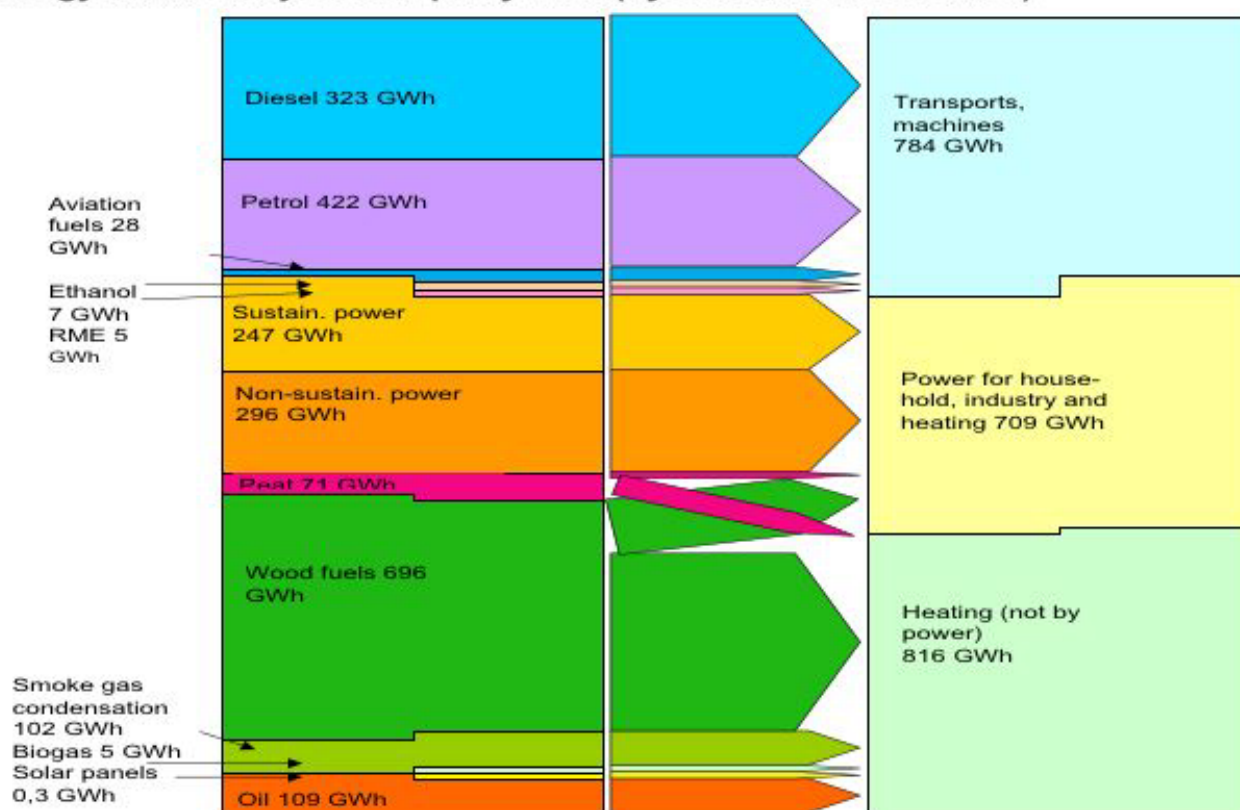 Diesel 323 GWh
Petrol 422 GWh
Aviation
fuels 28
GWh
Ethanol
7 GWh
RME 5
GWh
Sustain. power
247 GWh
Non-sustain. power
296 GWh
Peat 71 GWh
Wood fuels 696
GWh
Smoke gas
condensation
102 GWh
Biogas 5 GWh
Solar panels
0,3 GWh
Oil 109 GWh
Transports,
machines
784 GWh
Power for house-
hold, industry and
heating 709 GWh
Heating (not by
power)
816 GWh